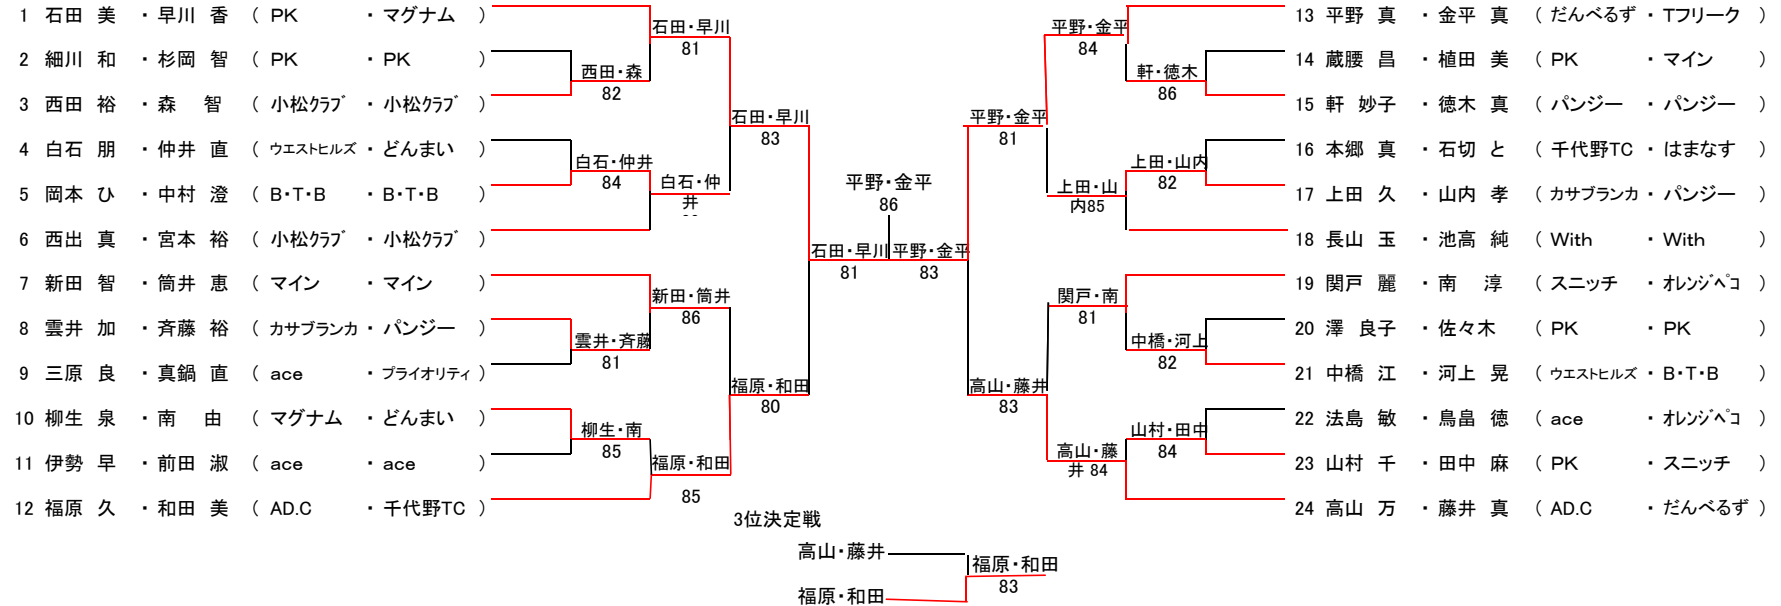 1 石田 美 ・早川 香 ( PK ・マグナム )
2 細川 和 ・杉岡 智 ( PK ・PK )
3 西田 裕 ・森 智 ( 小松クラブ ・小松クラブ )
4 白石 朋 ・仲井 直 ( ウエストヒルズ ・どんまい )
5 岡本 ひ ・中村 澄 ( B・T・B ・B・T・B )
6 西出 真 ・宮本 裕 ( 小松クラブ ・小松クラブ )
7 新田 智 ・筒井 恵 ( マイン ・マイン )
8 雲井 加 ・斉藤 裕 ( カサブランカ ・パンジー )
9 三原 良 ・真鍋 直 ( ace ・プライオリティ )
10 柳生 泉 ・南 由 ( マグナム ・どんまい )
11 伊勢 早 ・前田 淑 ( ace ・ace )
12 福原 久 ・和田 美 ( AD.C ・千代野TC )
西田・森
82
白石・仲井
84
雲井・斉藤
81
柳生・南
85
石田・早川
81
白石・仲
井
新田・筒井
86
福原・和田
85
石田・早川
83
福原・和田
80
石田・早川
81
平野・金平
86
平野・金平
83
平野・金平
81
高山・藤井
83
平野・金平
84
上田・山
内85
関戸・南
81
高山・藤
井 84
軒・徳木
86
上田・山内
82
中橋・河上
82
山村・田中
84
13 平野 真 ・金平 真 ( だんべるず ・Tフリーク )
14 蔵腰 昌 ・植田 美 ( PK ・マイン )
15 軒 妙子 ・徳木 真 ( パンジー ・パンジー )
16 本郷 真 ・石切 と ( 千代野TC ・はまなす )
17 上田 久 ・山内 孝 ( カサブランカ ・パンジー )
18 長山 玉 ・池高 純 ( With ・With )
19 関戸 麗 ・南 淳 ( スニッチ ・オレンジペコ )
20 澤 良子 ・佐々木 ( PK ・PK )
21 中橋 江 ・河上 晃 ( ウエストヒルズ ・B・T・B )
22 法島 敏 ・鳥畠 徳 ( ace ・オレンジペコ )
23 山村 千 ・田中 麻 ( PK ・スニッチ )
24 高山 万 ・藤井 真 ( AD.C ・だんべるず )
3位決定戦
高山・藤井
福原・和田
福原・和田
83